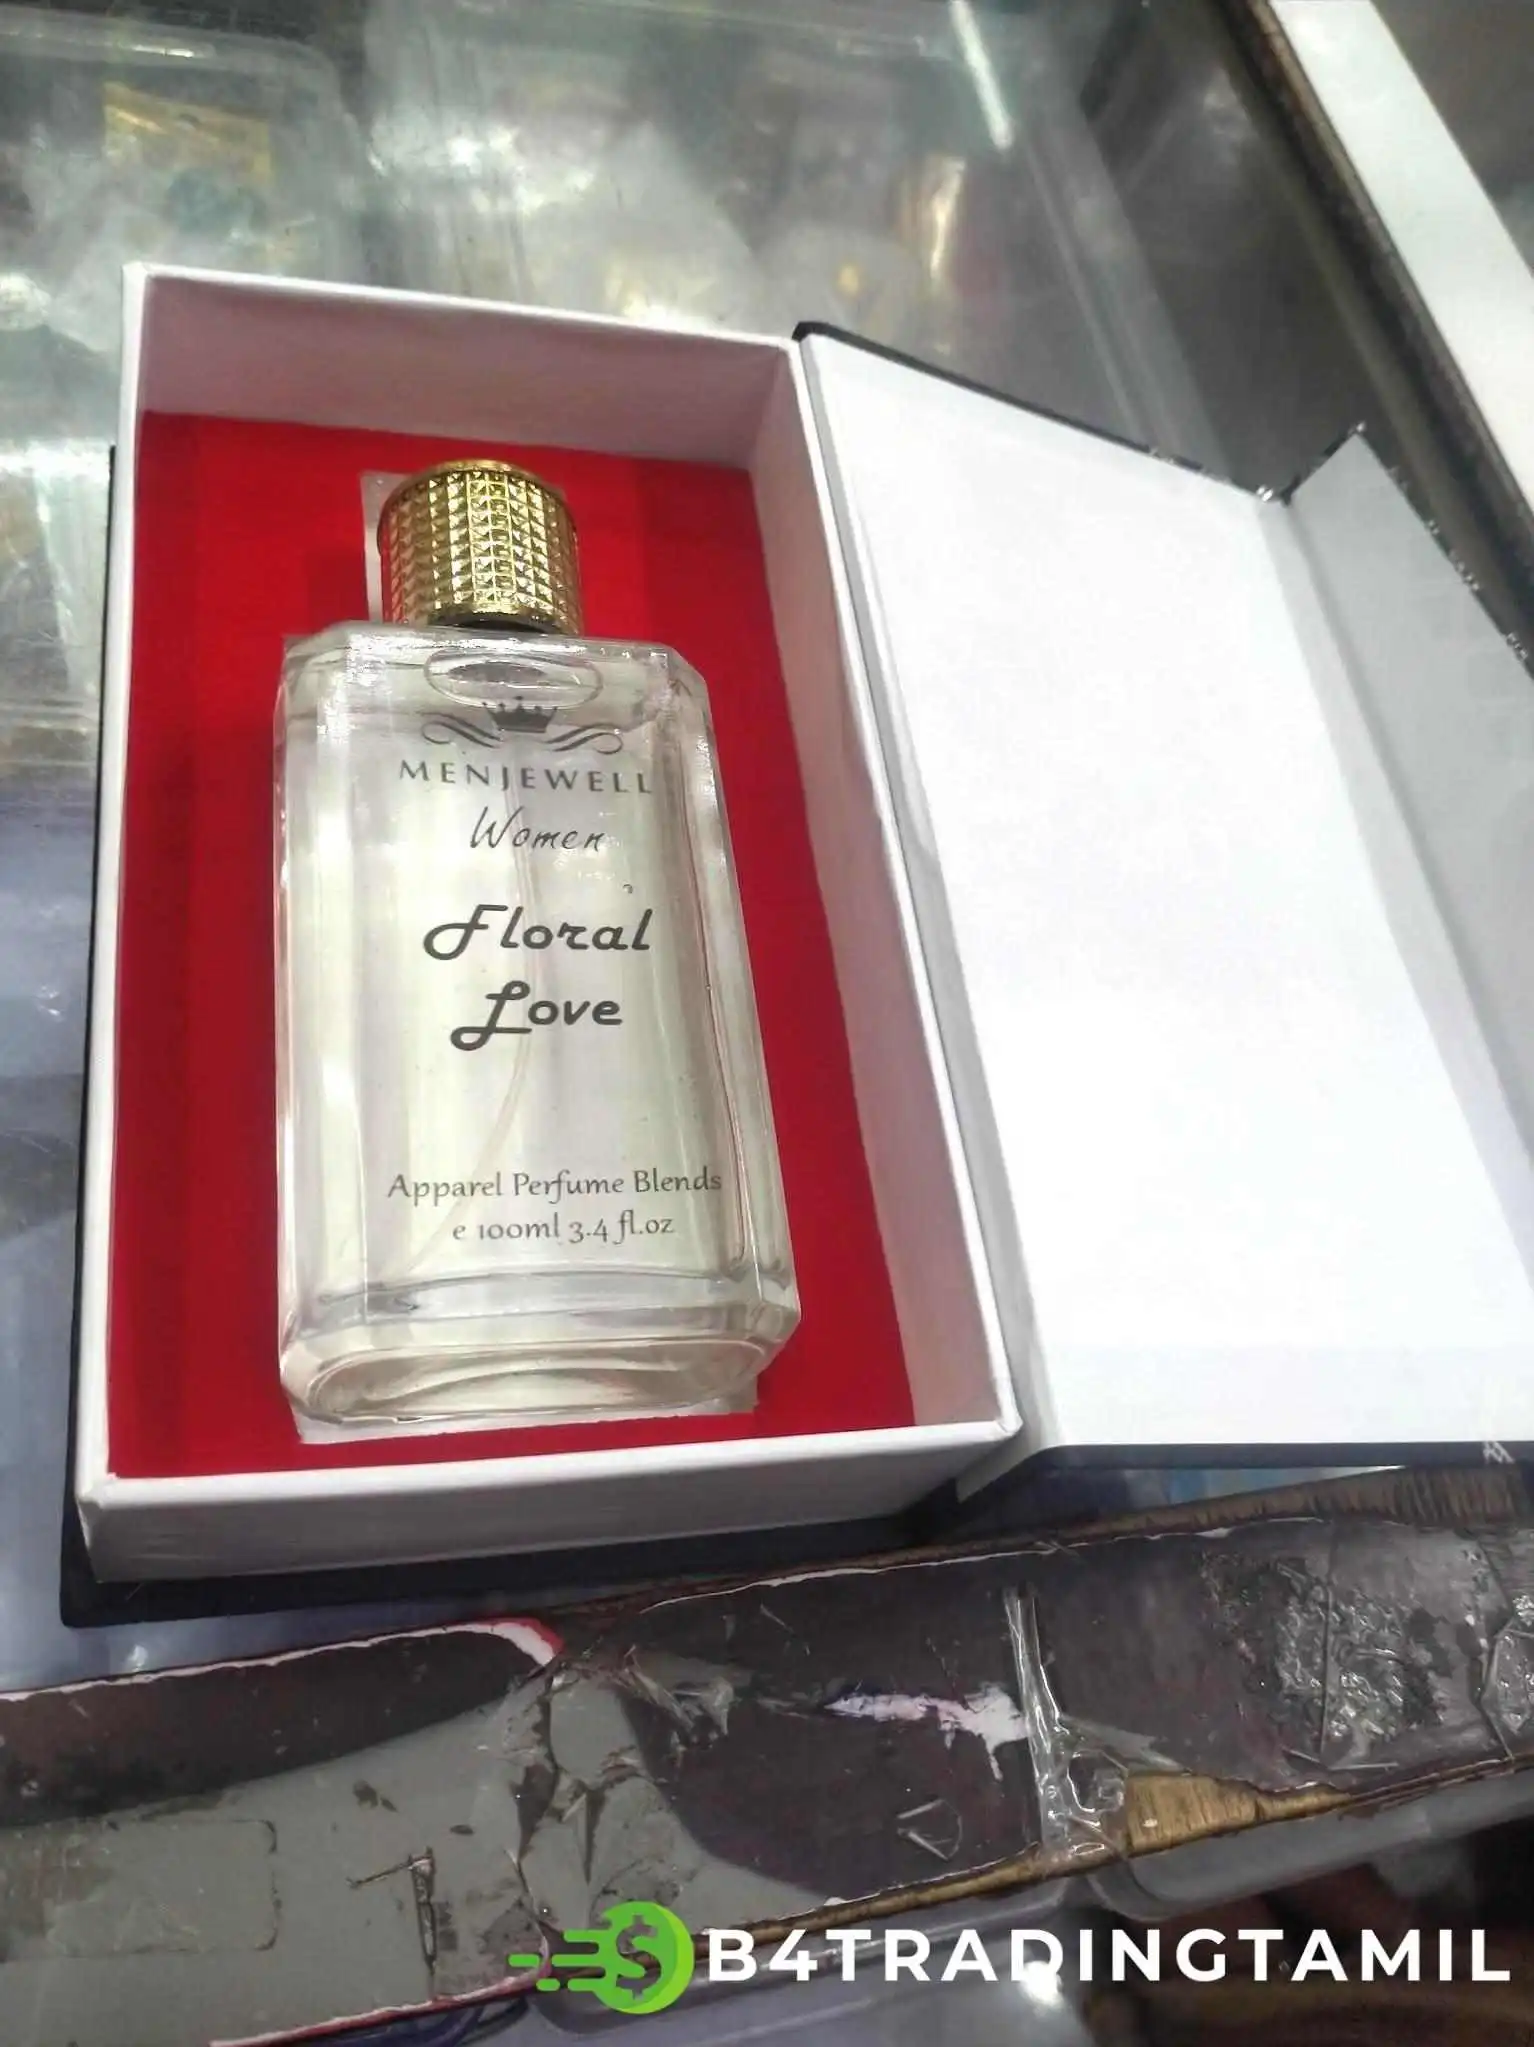 MENJEWELL
Women
Floral
Love
Apparel Perfume Blends
e 100ml 3.4 fl.oz
B4TRADINGTAMIL